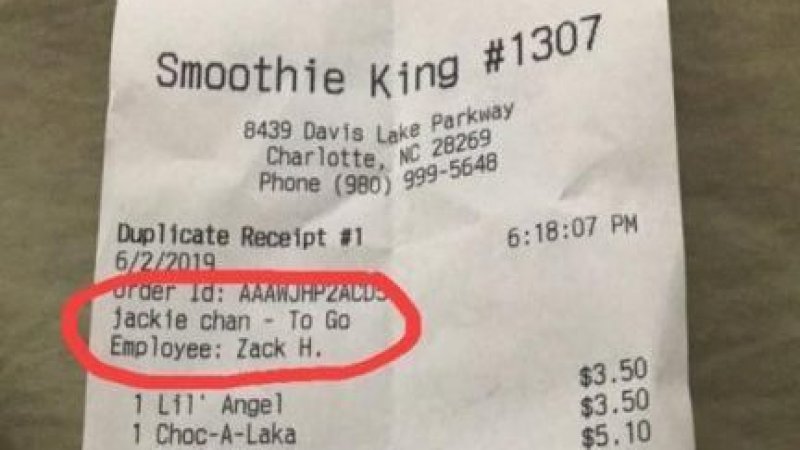 Smoothie King #1307
8439 Davis Lake Parkway
Charlotte, NC 28269
Phone (980) 999-5648
Duplicate Receipt #1 6:18:07 PM
6/2/2019
Order Id: AAAWJHP2ACDS
jackie chan - To Go
Employee: Zack H.
$3.50
1 Lil' Angel $3.50
1 Choc-A-Laka $5.10